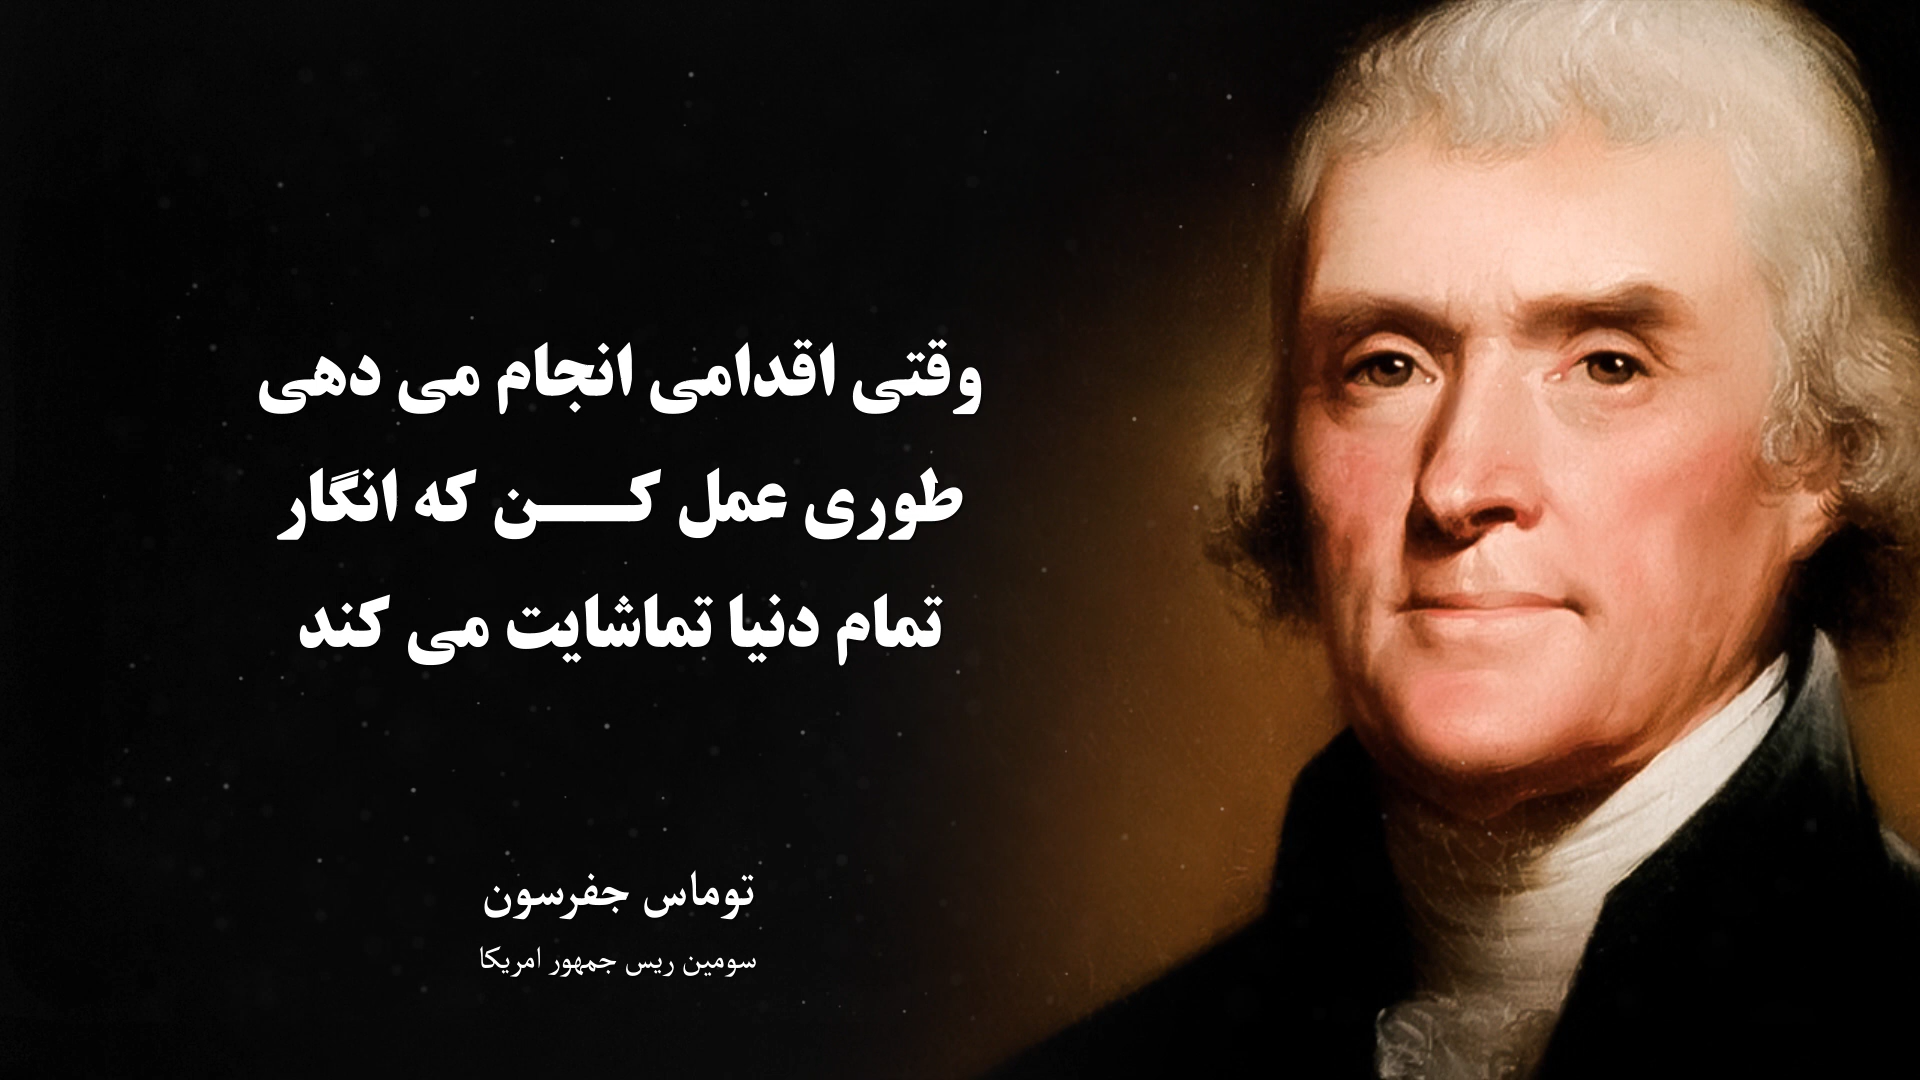 وقتی اقدامی انجام می دهی
طوری عمل کـــن که انگار
تمام دنیا تماشایت می کند
توماس جفرسون
سومین ریس جمهور امریکا